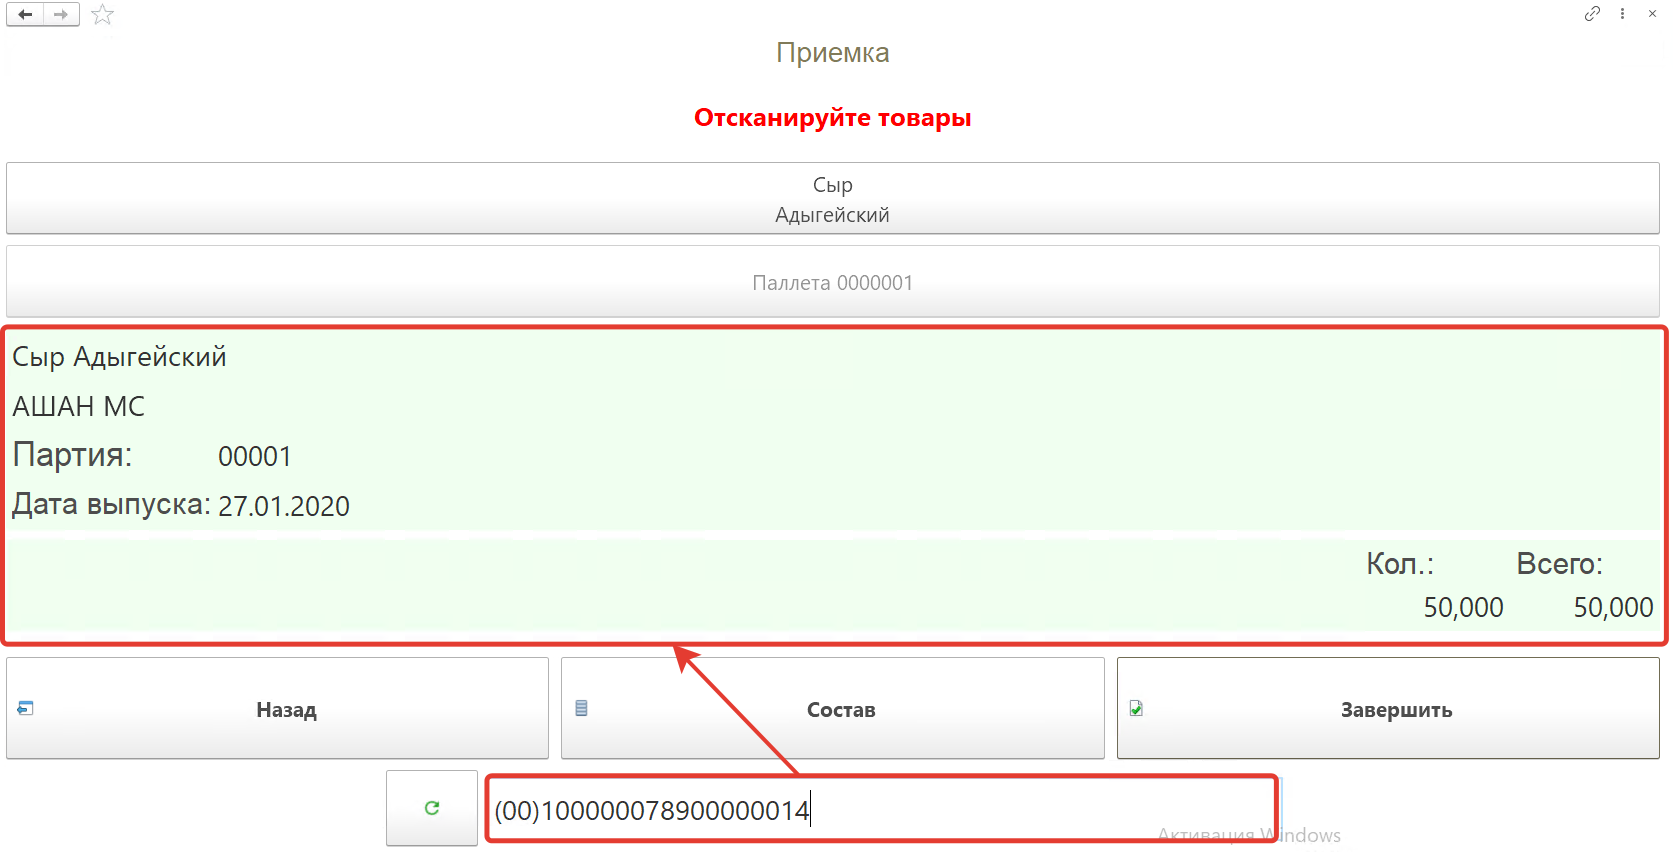 Приемка
Отсканируйте товары
Сыр
Адыгейский
Паллета 0000001
Сыр Адыгейский
АШАН МС
Партия: 00001
Дата выпуска: 27.01.2020
Кол.: Всего:
50,000 50,000
Назад Состав Завершить
(00)100000078900000014
Активация Windows